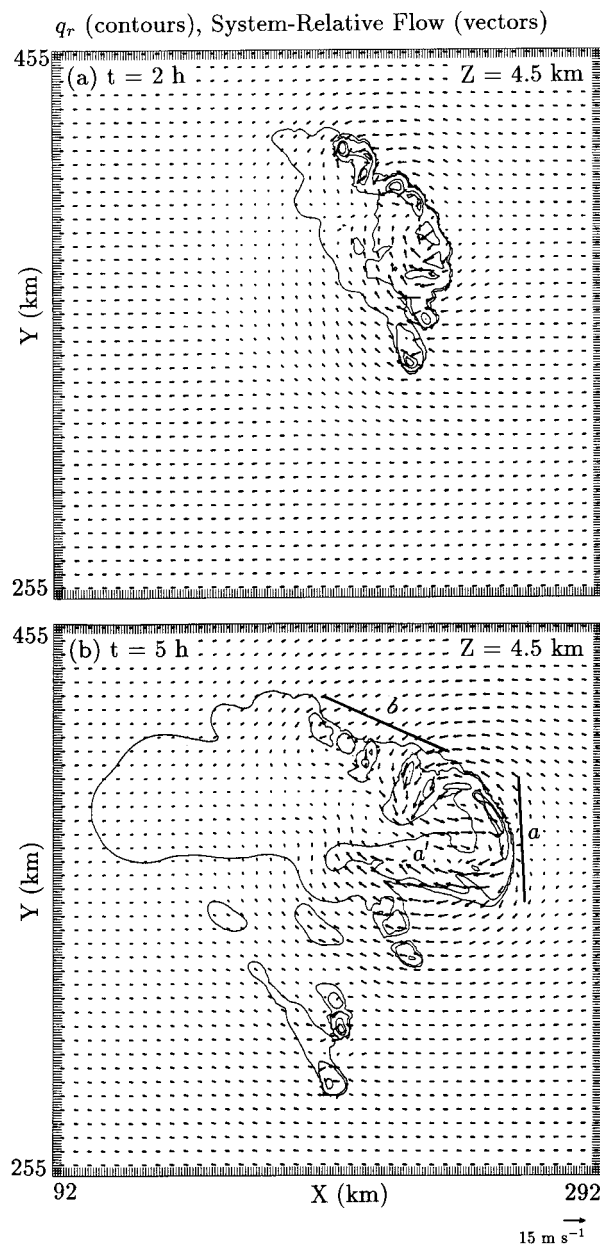 q_r (contours), System-Relative Flow (vectors)
455
(a) t = 2 h
Z = 4.5 km
Y (km)
255
455
(b) t = 5 h
Z = 4.5 km
b
a
a'
Y (km)
255
92
X (km)
292
15 m s⁻¹